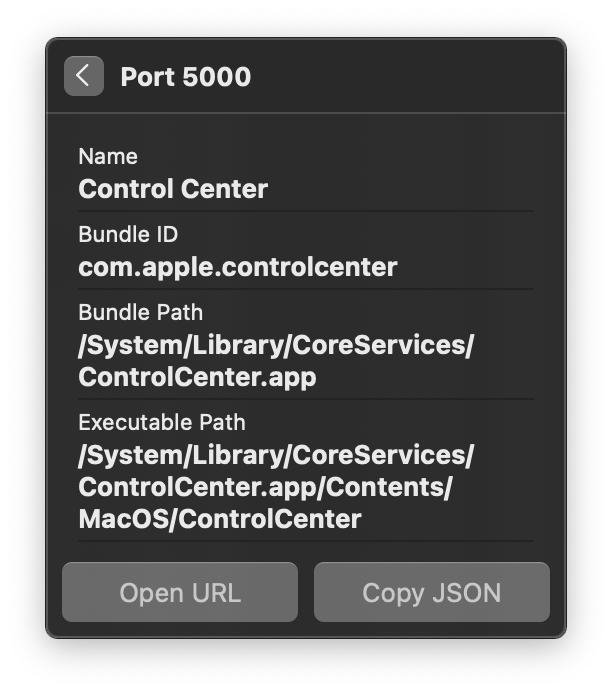 Port 5000
Name
Control Center
Bundle ID
com.apple.controlcenter
Bundle Path
/System/Library/CoreServices/
ControlCenter.app
Executable Path
/System/Library/CoreServices/
ControlCenter.app/Contents/
MacOS/ControlCenter
Open URL
Copy JSON